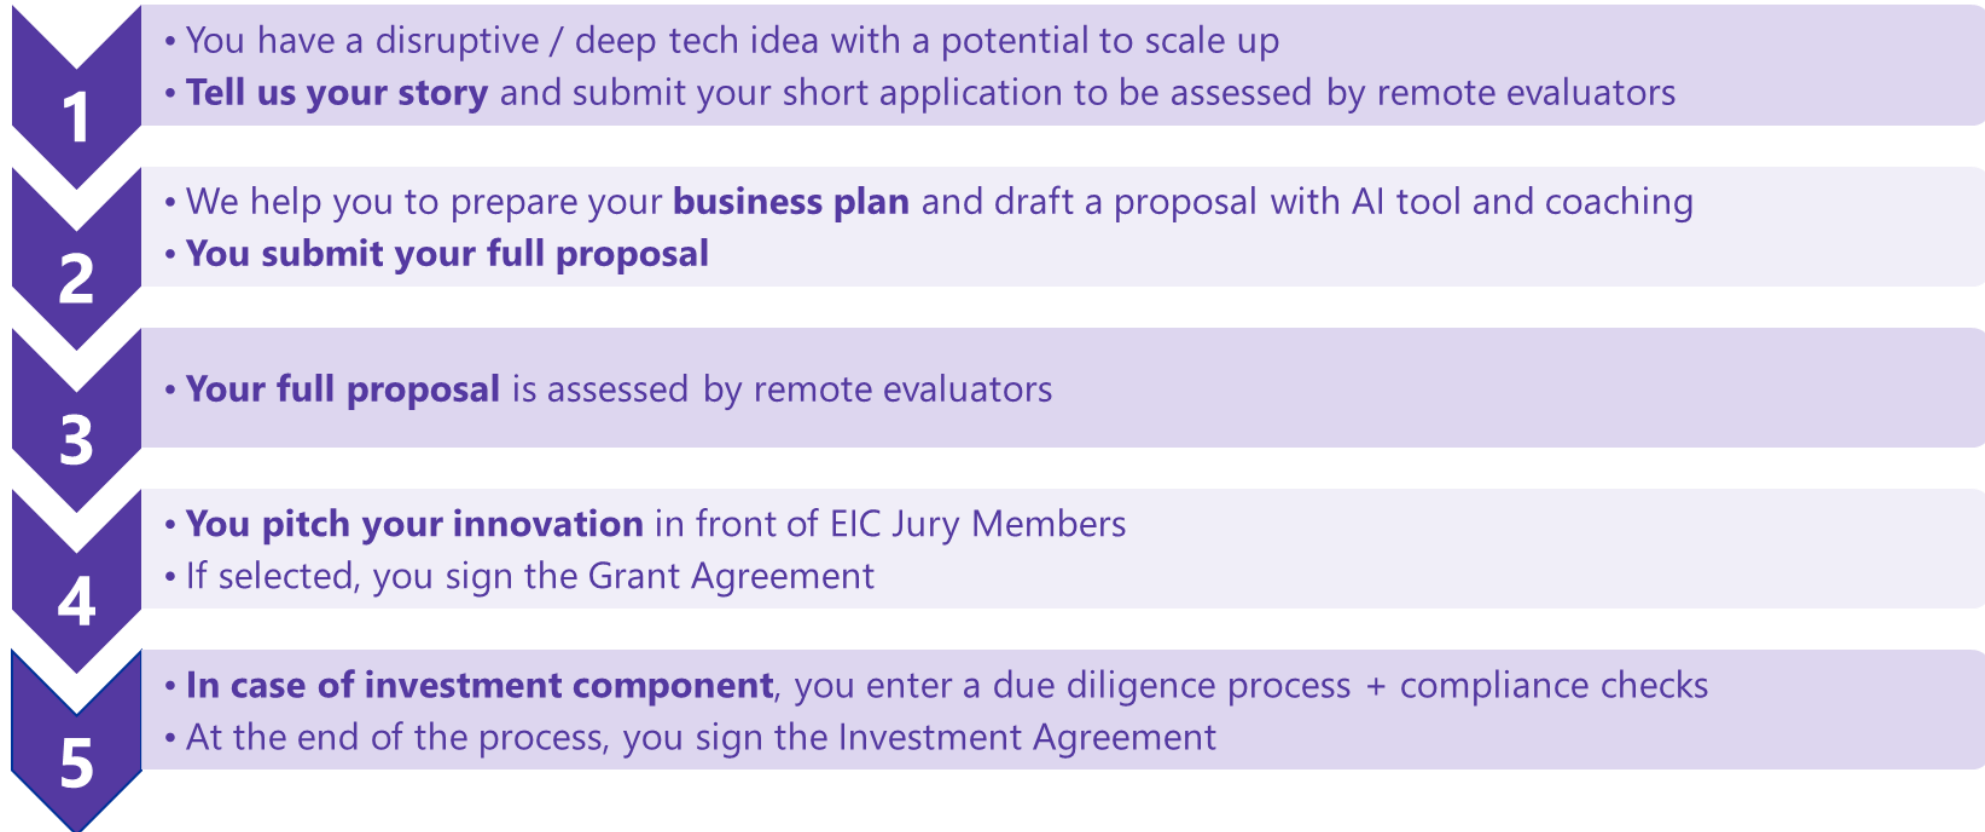 1
• You have a disruptive / deep tech idea with a potential to scale up
• Tell us your story and submit your short application to be assessed by remote evaluators
2
• We help you to prepare your business plan and draft a proposal with AI tool and coaching
• You submit your full proposal
3
• Your full proposal is assessed by remote evaluators
4
• You pitch your innovation in front of EIC Jury Members
• If selected, you sign the Grant Agreement
5
• In case of investment component, you enter a due diligence process + compliance checks
• At the end of the process, you sign the Investment Agreement